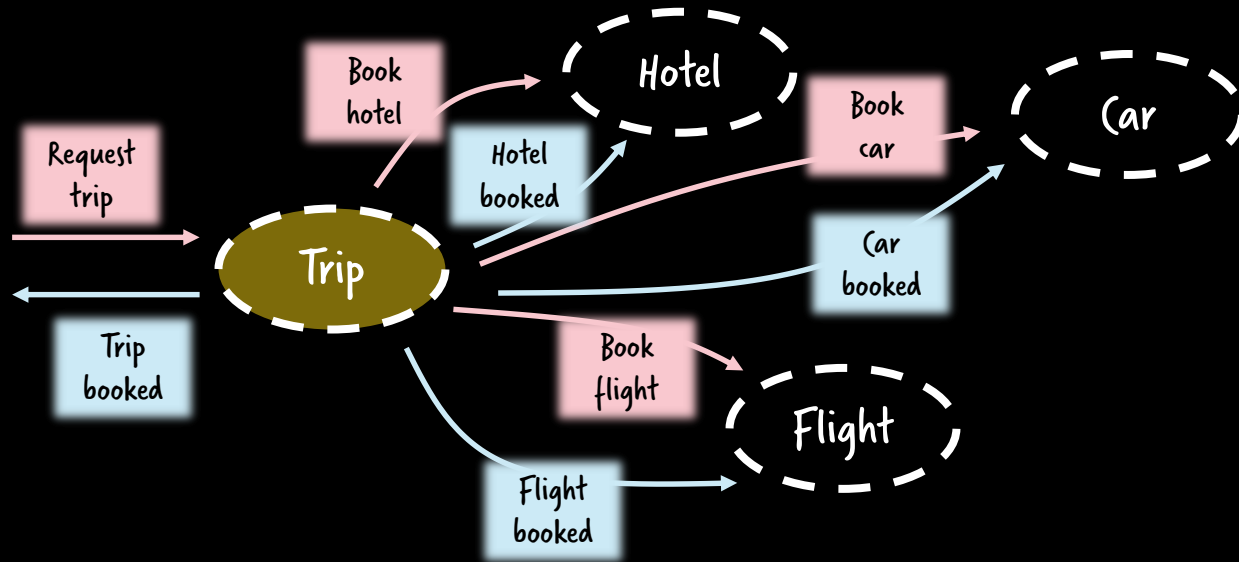 Hotel
Book
hotel
Car
Book
car
Request
trip
Hotel
booked
Trip
Car
booked
Trip
booked
Book
flight
Flight
Flight
booked